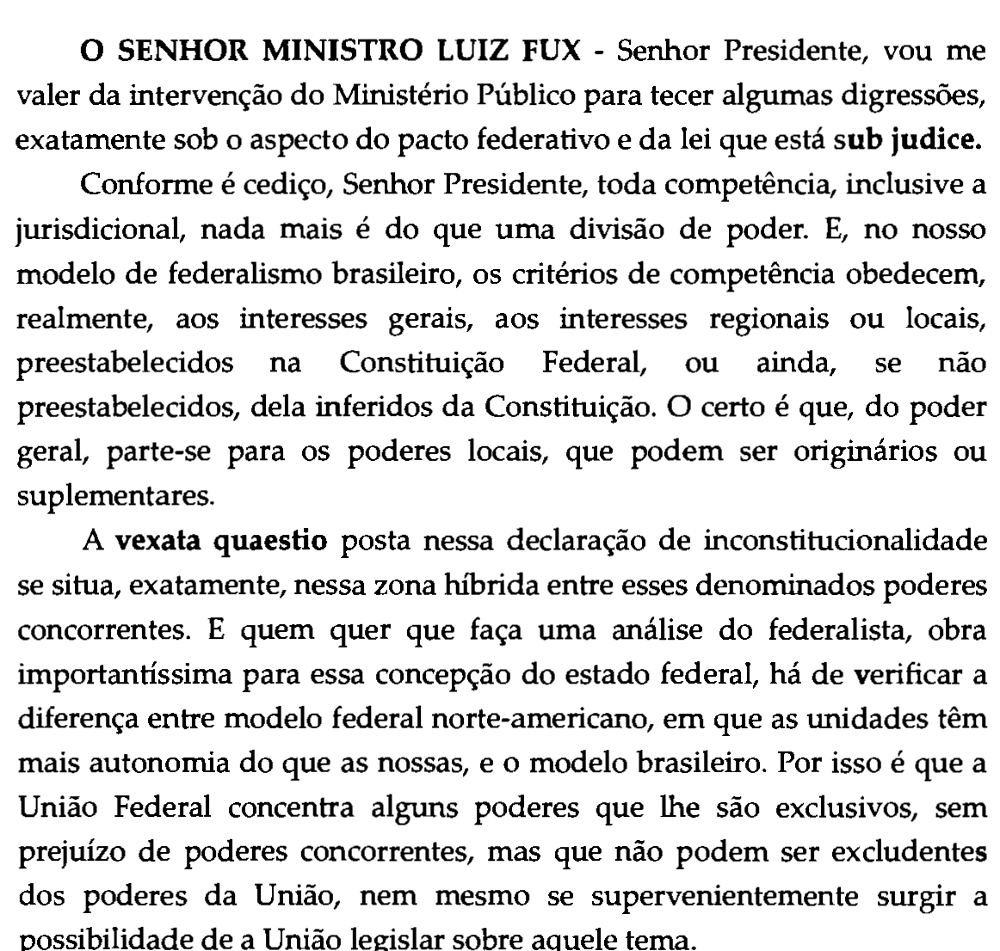 O SENHOR MINISTRO LUIZ FUX - Senhor Presidente, vou me
valer da intervenção do Ministério Público para tecer algumas digressões,
exatamente sob o aspecto do pacto federativo e da lei que está sub judice.
Conforme é cediço, Senhor Presidente, toda competência, inclusive a
jurisdicional, nada mais é do que uma divisão de poder. E, no nosso
modelo de federalismo brasileiro, os critérios de competência obedecem,
realmente, aos interesses gerais, aos interesses regionais ou locais,
preestabelecidos na Constituição Federal, ou ainda, se não
preestabelecidos, dela inferidos da Constituição. O certo é que, do poder
geral, parte-se para os poderes locais, que podem ser originários ou
suplementares.
A vexata quaestio posta nessa declaração de inconstitucionalidade
se situa, exatamente, nessa zona híbrida entre esses denominados poderes
concorrentes. E quem quer que faça uma análise do federalista, obra
importantíssima para essa concepção do estado federal, há de verificar a
diferença entre modelo federal norte-americano, em que as unidades têm
mais autonomia do que as nossas, e o modelo brasileiro. Por isso é que a
União Federal concentra alguns poderes que lhe são exclusivos, sem
prejuízo de poderes concorrentes, mas que não podem ser excludentes
dos poderes da União, nem mesmo se supervenientemente surgir a
possibilidade de a União legislar sobre aquele tema.